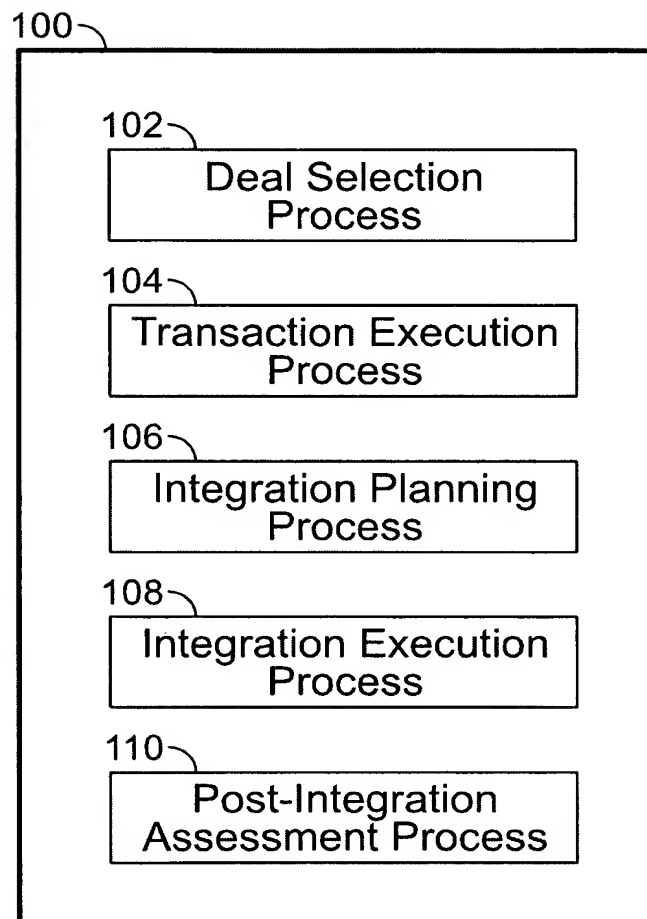 100
102
Deal Selection
Process
104
Transaction Execution
Process
106
Integration Planning
Process
108
Integration Execution
Process
110
Post-Integration
Assessment Process